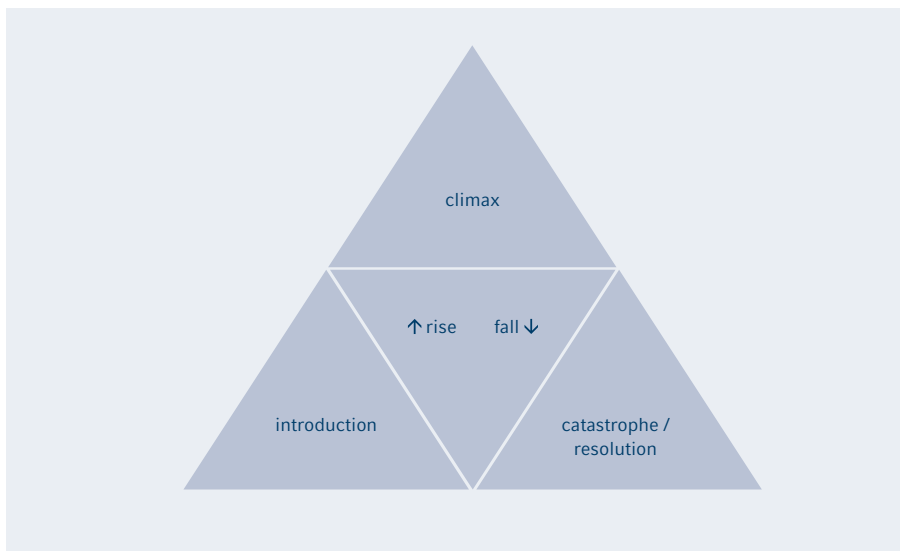 climax
↑ rise fall ↓
introduction
catastrophe /
resolution